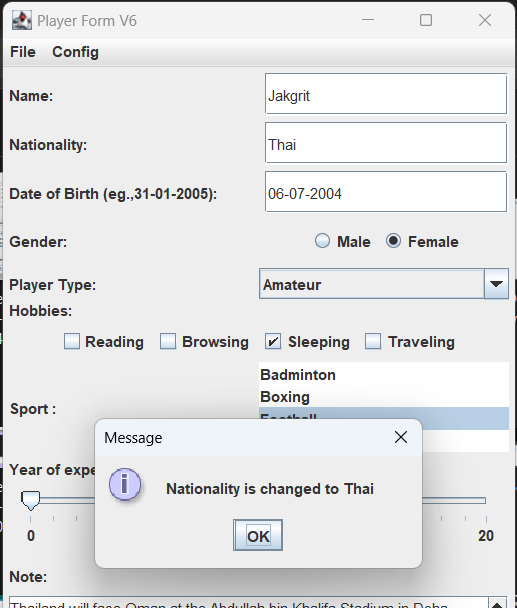 Player Form V6
File Config
Name: Jakgrit
Nationality: Thai
Date of Birth (eg.,31-01-2005): 06-07-2004
Gender: Male Female
Player Type: Amateur
Hobbies:
Reading Browsing Sleeping Traveling
Badminton
Boxing
Sport : Football
Message
Year of expe
Nationality is changed to Thai
0 20
OK
Note:
Thailand will face Oman at the Abdullah bin Khalifa Stadium in Doha